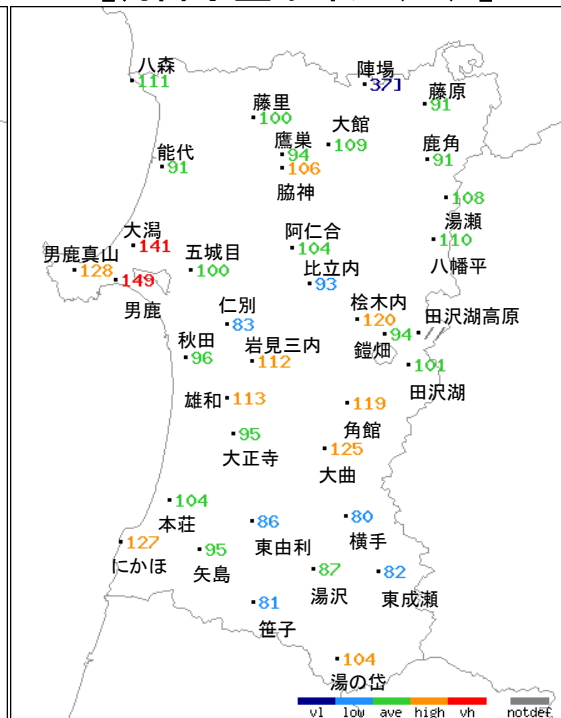 八森
111
陣場
37]
藤原
91
藤里
100
大館
109
鷹巣
94
106
脇神
鹿角
91
能代
91
108
湯瀬
大潟
141
五城目
100
阿仁合
104
110
八幡平
男鹿真山
128
149
男鹿
比立内
93
仁別
83
桧木内
120
田沢湖高原
94
鎧畑
秋田
96
岩見三内
112
101
田沢湖
雄和
113
119
角館
95
大正寺
125
大曲
104
本荘
86
東由利
80
横手
127
にかほ
95
矢島
87
湯沢
82
東成瀬
81
笹子
104
湯の岱
vl low ave high vh notdef